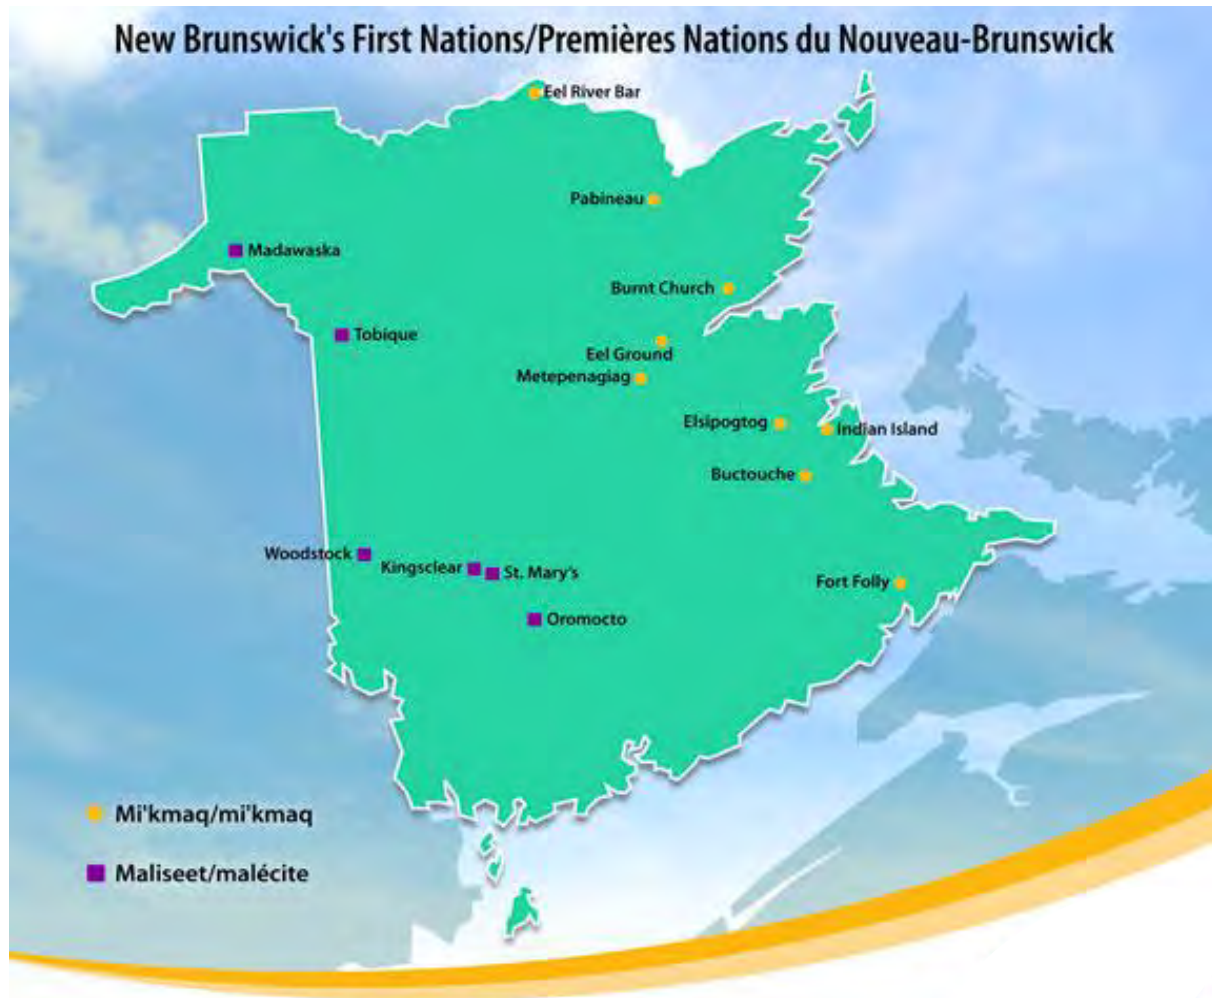 New Brunswick's First Nations/Premières Nations du Nouveau-Brunswick
Eel River Bar
Pabineau
Madawaska
Burnt Church
Tobique
Eel Ground
Metepenagiag
Elsipogtog
Indian Island
Buctouche
Woodstock
Kingsclear
St. Mary's
Fort Folly
Oromocto
Mi'kmaq/mi'kmaq
Maliseet/malécite